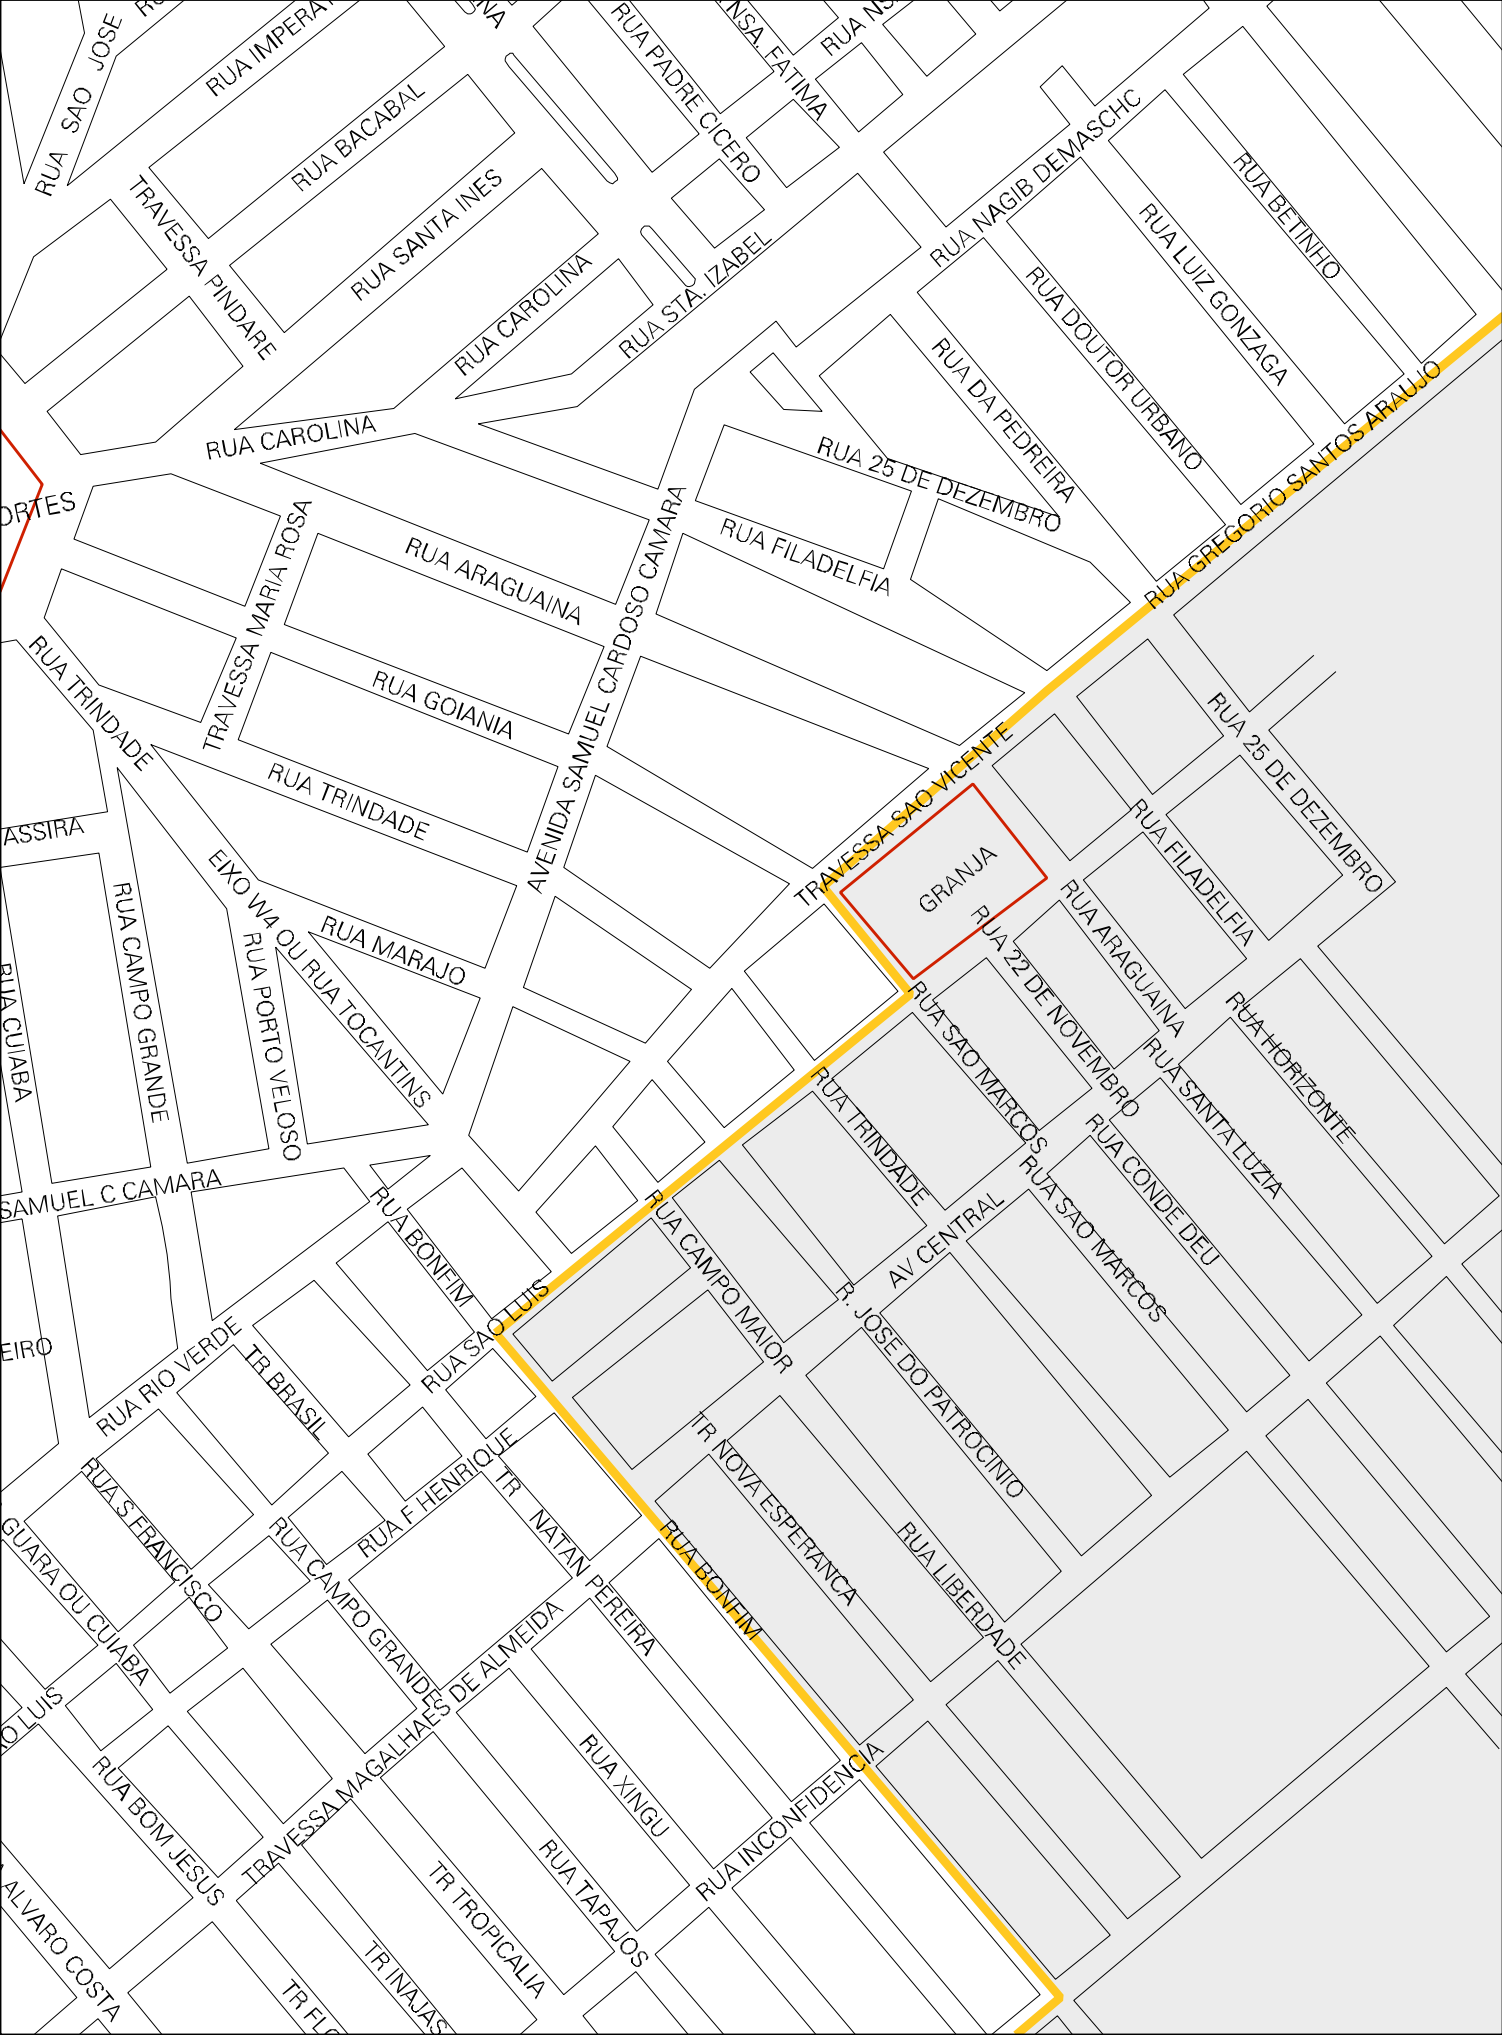 RUA SAO JOSE
RUA IMPERAT
NA
RUA PADRE CICERO
NSA. FATIMA
RUA NS
RUA BACABAL
RUA NAGIB DEMASCHC
RUA SANTA INES
TRAVESSA PINDARE
RUA BETINHO
RUA LUIZ GONZAGA
RUA STA. IZABEL
RUA CAROLINA
RUA DOUTOR URBANO
RUA DA PEDREIRA
RUA GREGORIO SANTOS ARAUJO
RUA CAROLINA
RUA 25 DE DEZEMBRO
ORTES
RUA FILADELFIA
RUA ARAGUAINA
TRAVESSA MARIA ROSA
AVENIDA SAMUEL CARDOSO CAMARA
RUA TRINDADE
RUA GOIANIA
RUA TRINDADE
RUA 25 DE DEZEMBRO
TRAVESSA SAO VICENTE
ASSIRA
RUA FILADELFIA
GRANJA
EIXO W4 OU RUA TOCANTINS
RUA CAMPO GRANDE
RUA MARAJO
RUA PORTO VELOSO
RUA ARAGUAINA
RUA 22 DE NOVEMBRO
RUA CUIABA
RUA SAO MARCOS
RUA HORIZONTE
RUA SANTA LUZIA
RUA TRINDADE
RUA CONDE DEU
SAMUEL C CAMARA
RUA BONFIM
RUA CAMPO MAIOR
AV CENTRAL
RUA SAO MARCOS
RUA SAO LUIS
R. JOSE DO PATROCINIO
EIRO
RUA RIO VERDE
TR BRASIL
RUA F HENRIQUE
TR NOVA ESPERANCA
RUA S FRANCISCO
TR NATAN PEREIRA
RUA BONFIM
RUA LIBERDADE
GUARA OU CUIABA
RUA CAMPO GRANDE
TRAVESSA MAGALHAES DE ALMEIDA
AO LUIS
RUA XINGU
RUA INCONFIDENCIA
RUA BOM JESUS
RUA TAPAJOS
TR TROPICALIA
ALVARO COSTA
TR INAJAS
TR FLO